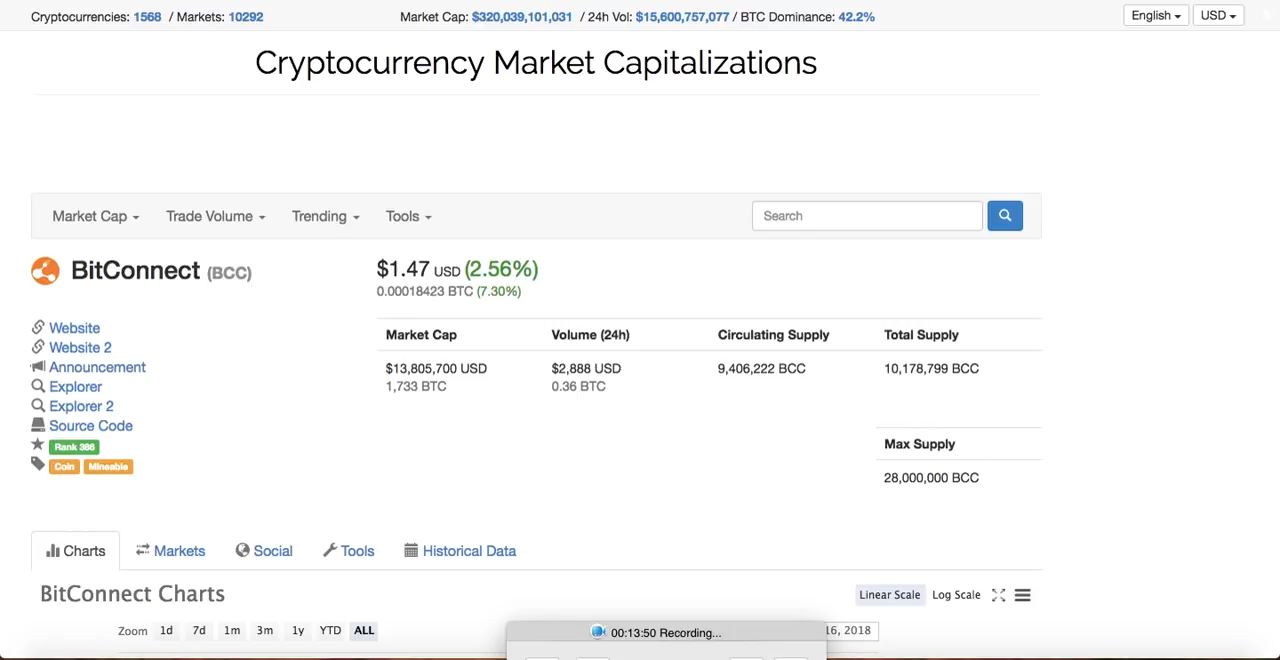 Cryptocurrencies: 1568 / Markets: 10292 Market Cap: $320,039,101,031 / 24h Vol: $15,600,757,077 / BTC Dominance: 42.2% English USD
Cryptocurrency Market Capitalizations
Market Cap Trade Volume Trending Tools Search
BitConnect (BCC) $1.47 USD (2.56%)
0.00018423 BTC (7.30%)
Website
Website 2
Announcement
Explorer
Explorer 2
Source Code
Rank 386
Coin Mineable
Market Cap Volume (24h) Circulating Supply Total Supply
$13,805,700 USD $2,888 USD 9,406,222 BCC 10,178,799 BCC
1,733 BTC 0.36 BTC
Max Supply
28,000,000 BCC
Charts Markets Social Tools Historical Data
BitConnect Charts Linear Scale Log Scale
Zoom 1d 7d 1m 3m 1y YTD ALL 16, 2018
00:13:50 Recording...